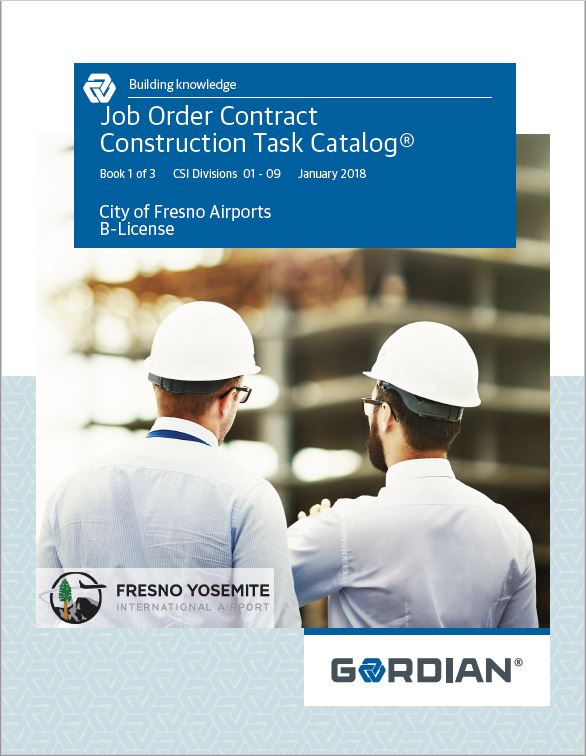 Building knowledge
Job Order Contract
Construction Task Catalog®
Book 1 of 3 CSI Divisions 01 - 09 January 2018
City of Fresno Airports
B-License
FRESNO YOSEMITE
INTERNATIONAL AIRPORT
GORDIAN®